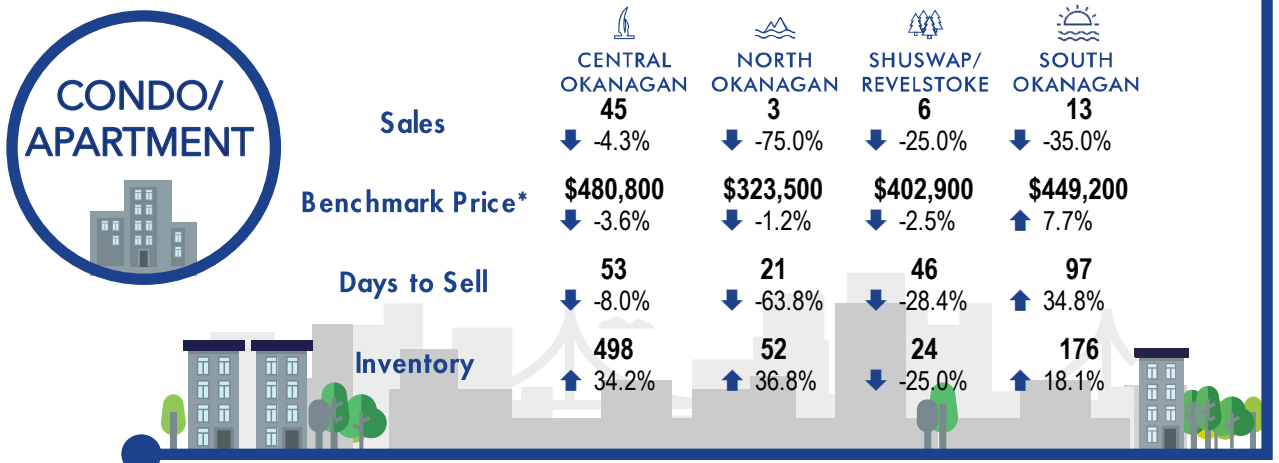 CONDO/
APARTMENT
CENTRAL
OKANAGAN
NORTH
OKANAGAN
SHUSWAP/
REVELSTOKE
SOUTH
OKANAGAN
Sales
45
-4.3%
3
-75.0%
6
-25.0%
13
-35.0%
Benchmark Price*
$480,800
-3.6%
$323,500
-1.2%
$402,900
-2.5%
$449,200
7.7%
Days to Sell
53
-8.0%
21
-63.8%
46
-28.4%
97
34.8%
Inventory
498
34.2%
52
36.8%
24
-25.0%
176
18.1%